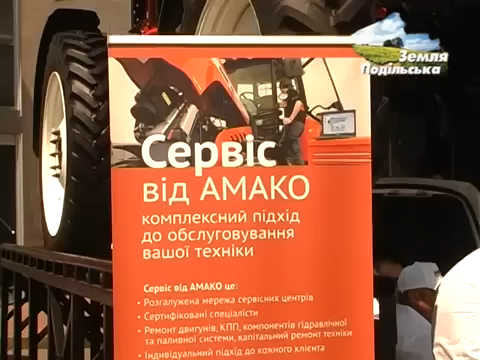 Земля
Подільська
Сервіс
від АМАКО
комплексний підхід
до обслуговування
вашої техніки
Сервіс від АМАКО це:
• Розгалужена мережа сервісних центрів
• Сертифіковані спеціалісти
• Ремонт двигунів, КПП, компонентів гідравлічної
та паливної системи, капітальний ремонт техніки
• Індивідуальний підхід до кожного клієнта